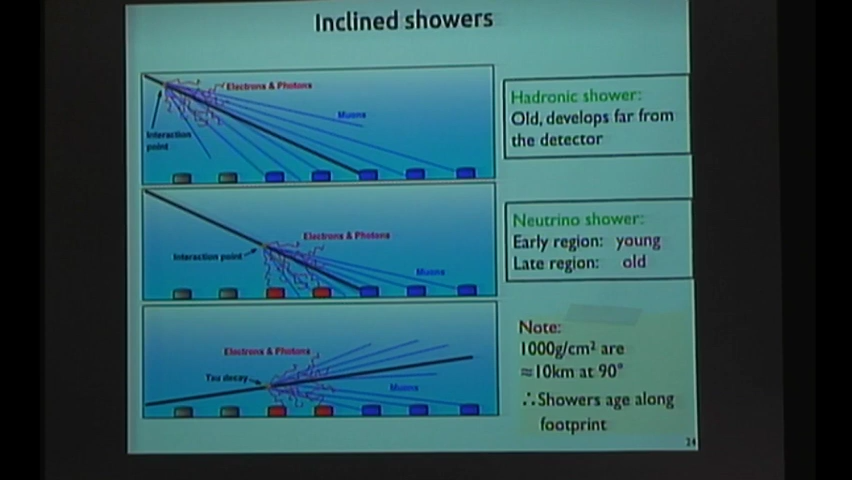 Inclined showers
Electrons & Photons
Muons
Interaction
point
Hadronic shower:
Old, develops far from
the detector
Electrons & Photons
Interaction point
Muons
Neutrino shower:
Early region: young
Late region: old
Electrons & Photons
Tau decay
Muons
Note:
1000g/cm² are
≈10km at 90°
∴Showers age along
footprint
24